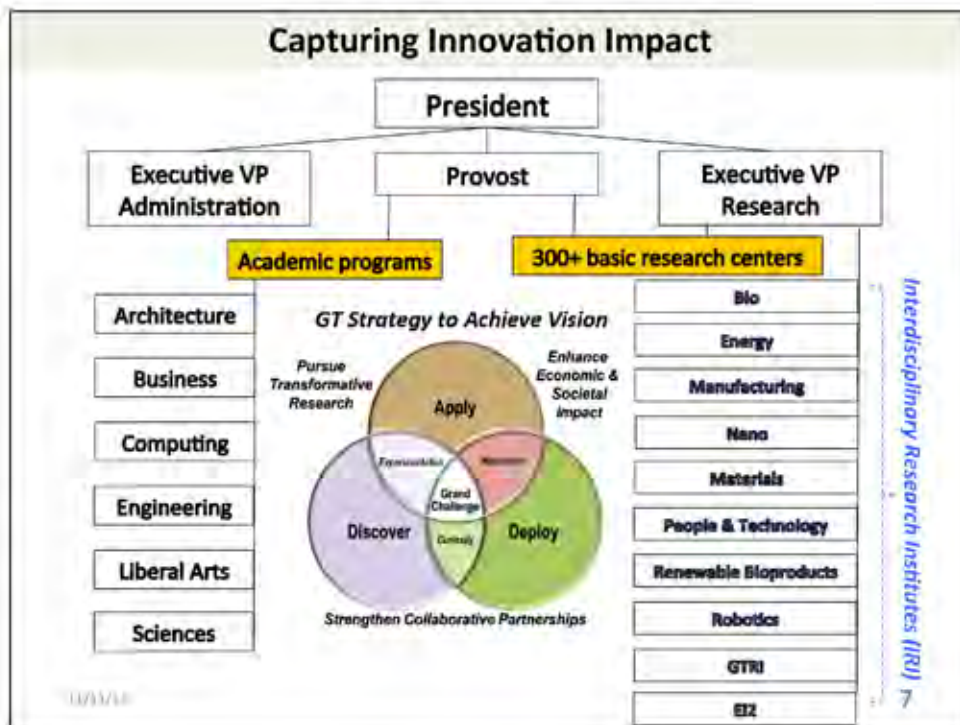 Capturing Innovation Impact
President
Executive VP
Administration
Provost
Executive VP
Research
Academic programs
300+ basic research centers
Architecture
Business
Computing
Engineering
Liberal Arts
Sciences
GT Strategy to Achieve Vision
Pursue
Transformative
Research
Enhance
Economic &
Societal
Impact
Apply
Grand
Challenge
Discover
Deploy
Curiosity
Strengthen Collaborative Partnerships
Bio
Energy
Manufacturing
Nano
Materials
People & Technology
Renewable Bioproducts
Robotics
GTRI
EI2
Interdisciplinary Research Institutes (IRI)
7